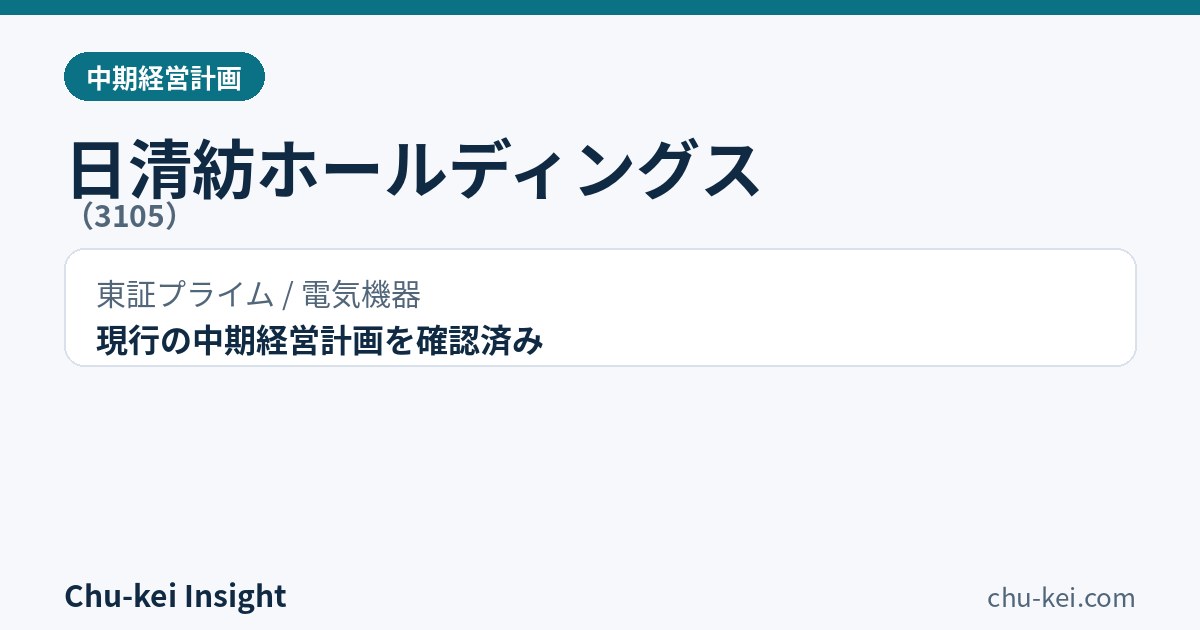 中期経営計画
日清紡ホールディングス
（3105）
東証プライム / 電気機器
現行の中期経営計画を確認済み
Chu-kei Insight
chu-kei.com